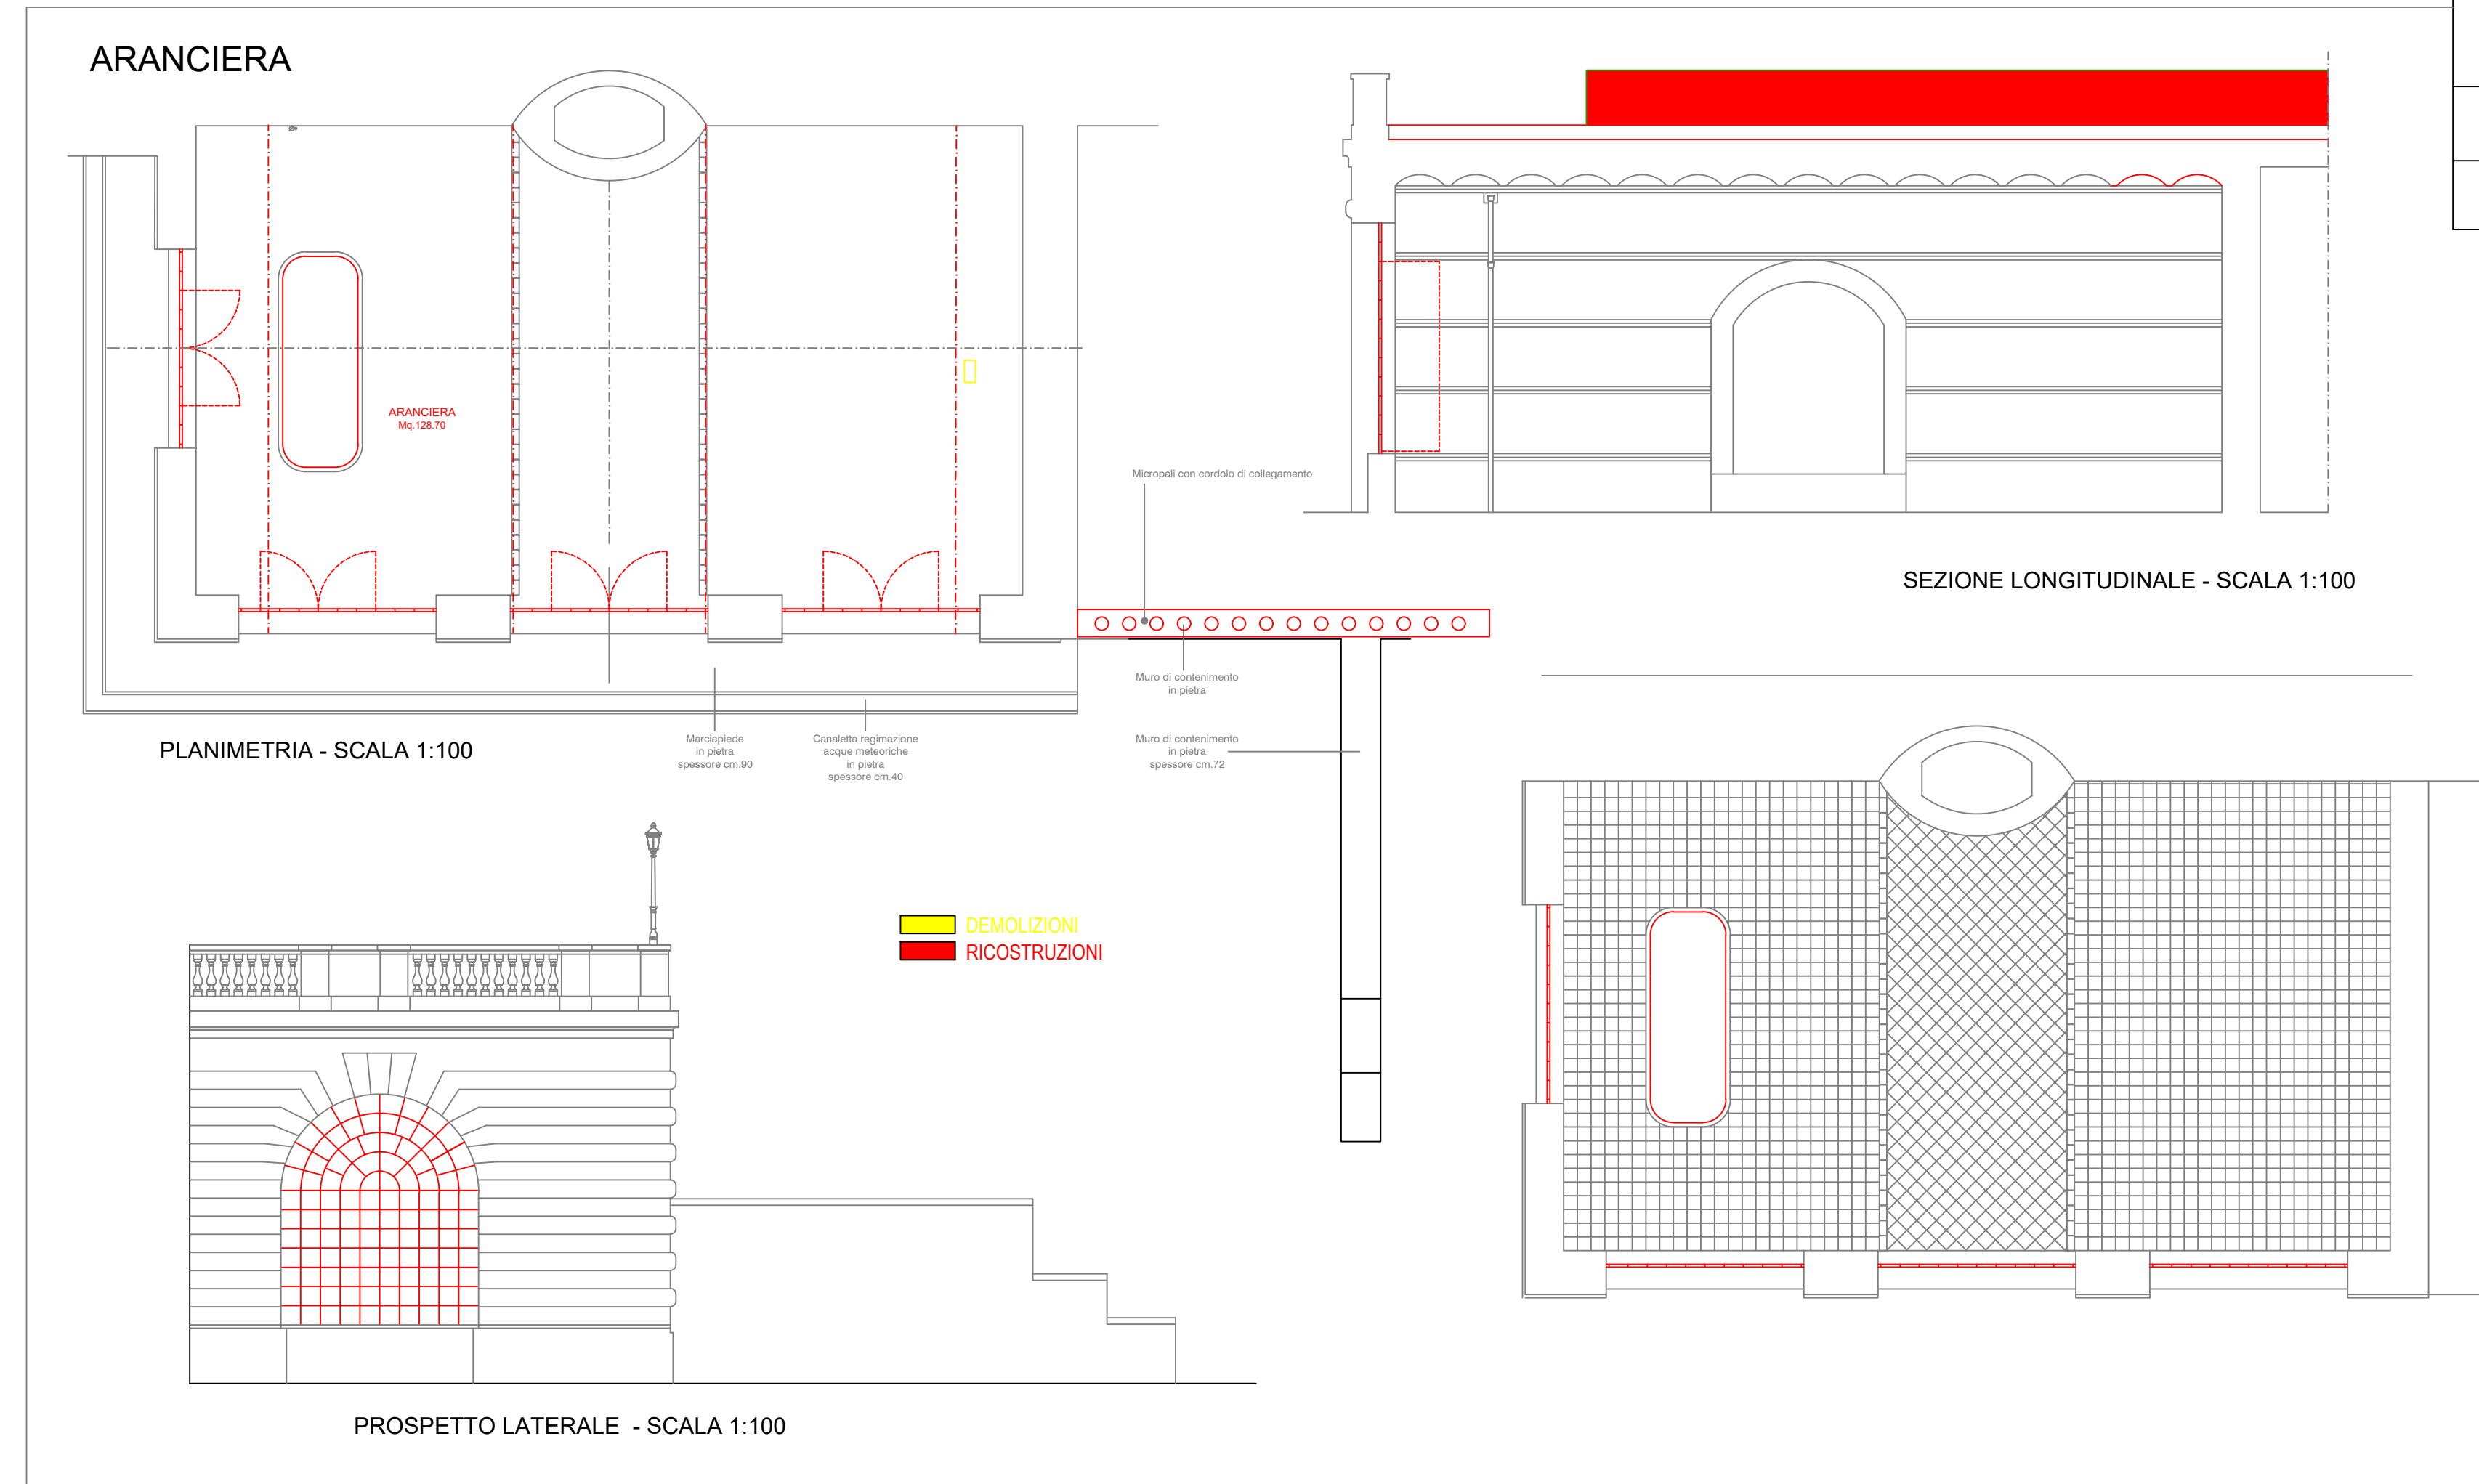 ARANCIERA
ARANCIERA
Mq.128.70
Micropali con cordolo di collegamento
SEZIONE LONGITUDINALE - SCALA 1:100
Muro di contenimento
in pietra
PLANIMETRIA - SCALA 1:100
Marciapiede
in pietra
spessore cm.90
Canaletta regimazione
acque meteoriche
in pietra
spessore cm.40
Muro di contenimento
in pietra
spessore cm.72
DEMOLIZIONI
RICOSTRUZIONI
PROSPETTO LATERALE - SCALA 1:100